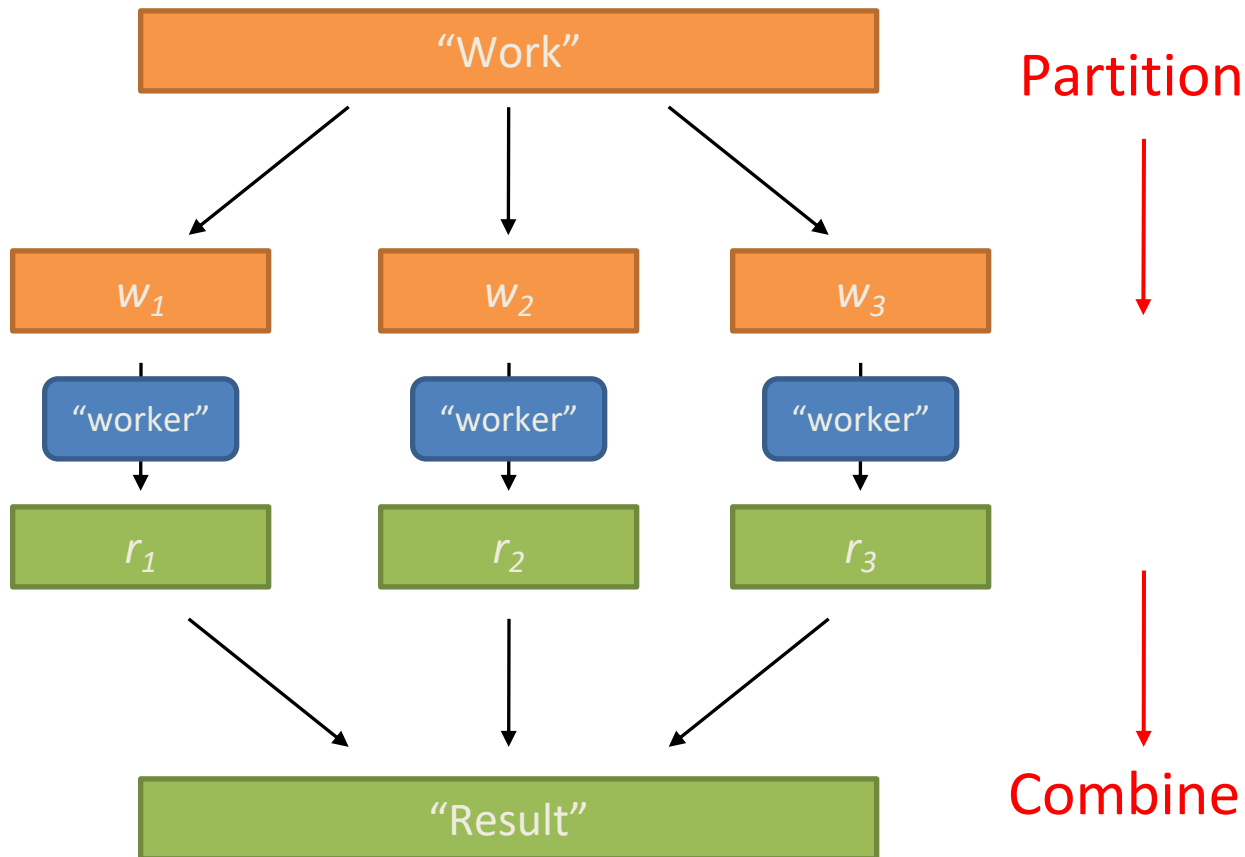 “Work”
Partition
w₁
w₂
w₃
“worker”
“worker”
“worker”
r₁
r₂
r₃
“Result”
Combine